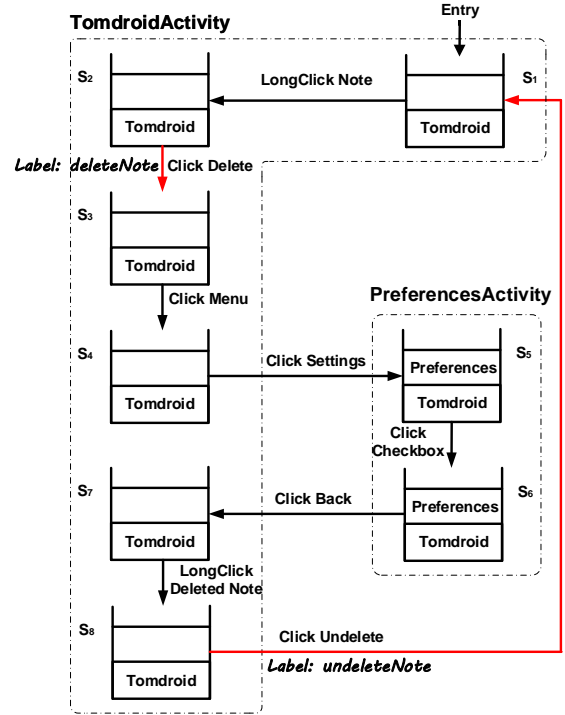 TomdroidActivity
Entry
S2
LongClick Note
S1
Tomdroid
Tomdroid
Label: deleteNote
Click Delete
S3
Tomdroid
Click Menu
PreferencesActivity
S4
Click Settings
S5
Preferences
Tomdroid
Tomdroid
Click
Checkbox
S7
Click Back
S6
Preferences
Tomdroid
Tomdroid
LongClick
Deleted Note
S8
Click Undelete
Label: undeleteNote
Tomdroid